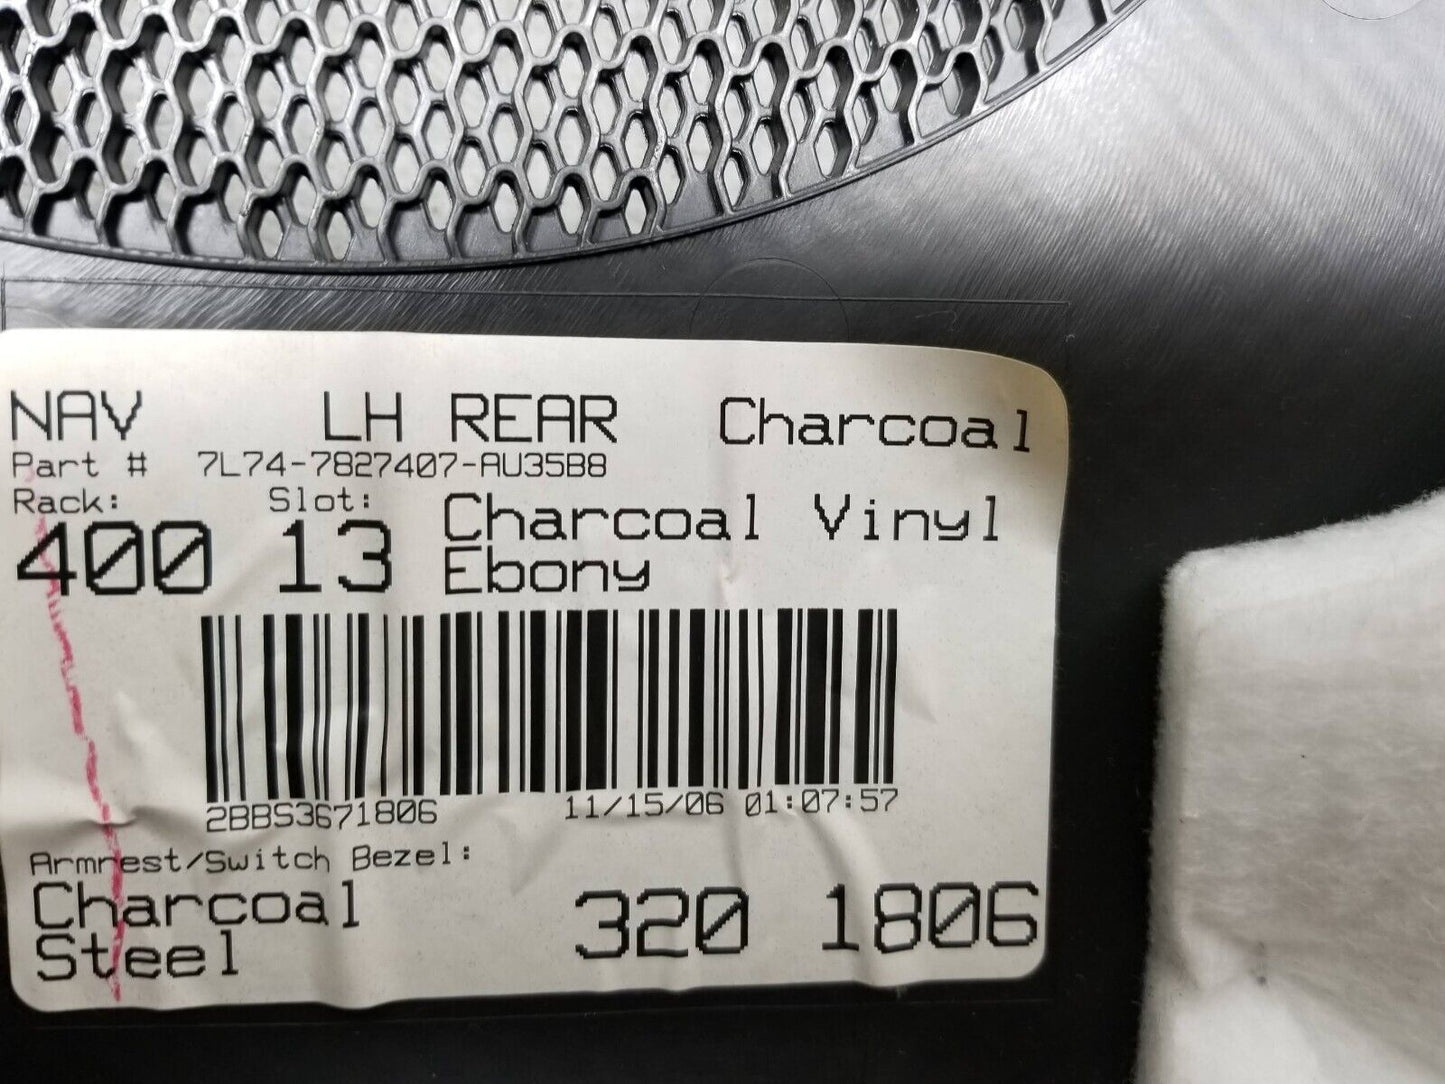 NAV LH REAR Charcoal
Part # 7L74-7827407-AU35B8
Rack: Slot:
400 13 Charcoal Vinyl
Ebony
2BBS3671806 11/15/06 01:07:57
Armrest/Switch Bezel:
Charcoal
Steel 320 1806